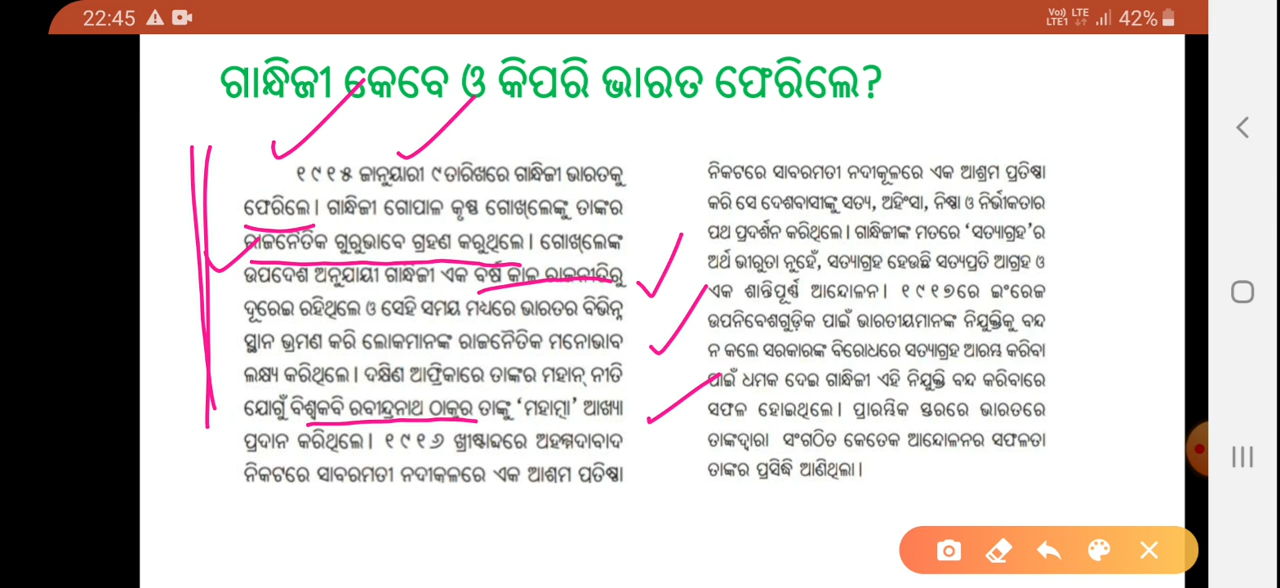 22:45
Vo)) LTE
LTE1
42%
ଗାନ୍ଧିଜୀ କେବେ ଓ କିପରି ଭାରତ ଫେରିଲେ?
୧୯୧୫ ଜାନୁୟାରୀ ୯ ତାରିଖରେ ଗାନ୍ଧିଜୀ ଭାରତକୁ
ଫେରିଲେ। ଗାନ୍ଧିଜୀ ଗୋପାଳ କୃଷ୍ଣ ଗୋଖ୍‌ଲେଙ୍କୁ ତାଙ୍କର
ରାଜନୈତିକ ଗୁରୁଭାବେ ଗ୍ରହଣ କରୁଥିଲେ। ଗୋଖ୍‌ଲେଙ୍କ
ଉପଦେଶ ଅନୁଯାୟୀ ଗାନ୍ଧିଜୀ ଏକ ବର୍ଷ କାଳ ରାଜନୀତିରୁ
ଦୂରେଇ ରହିଥିଲେ ଓ ସେହି ସମୟ ମଧ୍ୟରେ ଭାରତର ବିଭିନ୍ନ
ସ୍ଥାନ ଭ୍ରମଣ କରି ଲୋକମାନଙ୍କ ରାଜନୈତିକ ମନୋଭାବ
ଲକ୍ଷ୍ୟ କରିଥିଲେ। ଦକ୍ଷିଣ ଆଫ୍ରିକାରେ ତାଙ୍କର ମହାନ୍ ନୀତି
ଯୋଗୁଁ ବିଶ୍ୱକବି ରବୀନ୍ଦ୍ରନାଥ ଠାକୁର ତାଙ୍କୁ ‘ମହାତ୍ମା’ ଆଖ୍ୟା
ପ୍ରଦାନ କରିଥିଲେ। ୧୯୧୬ ଖ୍ରୀଷ୍ଟାବ୍ଦରେ ଅହମ୍ମଦାବାଦ
ନିକଟରେ ସାବରମତୀ ନଦୀକୂଳରେ ଏକ ଆଶ୍ରମ ପ୍ରତିଷ୍ଠା
ନିକଟରେ ସାବରମତୀ ନଦୀକୂଳରେ ଏକ ଆଶ୍ରମ ପ୍ରତିଷ୍ଠା
କରି ସେ ଦେଶବାସୀଙ୍କୁ ସତ୍ୟ, ଅହିଂସା, ନିଷ୍ଠା ଓ ନିର୍ଭୀକତାର
ପଥ ପ୍ରଦର୍ଶନ କରିଥିଲେ। ଗାନ୍ଧିଜୀଙ୍କ ମତରେ ‘ସତ୍ୟାଗ୍ରହ’ର
ଅର୍ଥ ଭୀରୁତା ନୁହେଁ, ସତ୍ୟାଗ୍ରହ ହେଉଛି ସତ୍ୟପ୍ରତି ଆଗ୍ରହ ଓ
ଏକ ଶାନ୍ତିପୂର୍ଣ୍ଣ ଆନ୍ଦୋଳନ। ୧୯୧୭ରେ ଇଂରେଜ
ଉପନିବେଶଗୁଡ଼ିକ ପାଇଁ ଭାରତୀୟମାନଙ୍କ ନିଯୁକ୍ତିକୁ ବନ୍ଦ
ନ କଲେ ସରକାରଙ୍କ ବିରୋଧରେ ସତ୍ୟାଗ୍ରହ ଆରମ୍ଭ କରିବା
ପାଇଁ ଧମକ ଦେଇ ଗାନ୍ଧିଜୀ ଏହି ନିଯୁକ୍ତି ବନ୍ଦ କରିବାରେ
ସଫଳ ହୋଇଥିଲେ। ପ୍ରାରମ୍ଭିକ ସ୍ତରରେ ଭାରତରେ
ତାଙ୍କଦ୍ୱାରା ସଂଗଠିତ କେତେକ ଆନ୍ଦୋଳନର ସଫଳତା
ତାଙ୍କର ପ୍ରସିଦ୍ଧି ଆଣିଥିଲା।